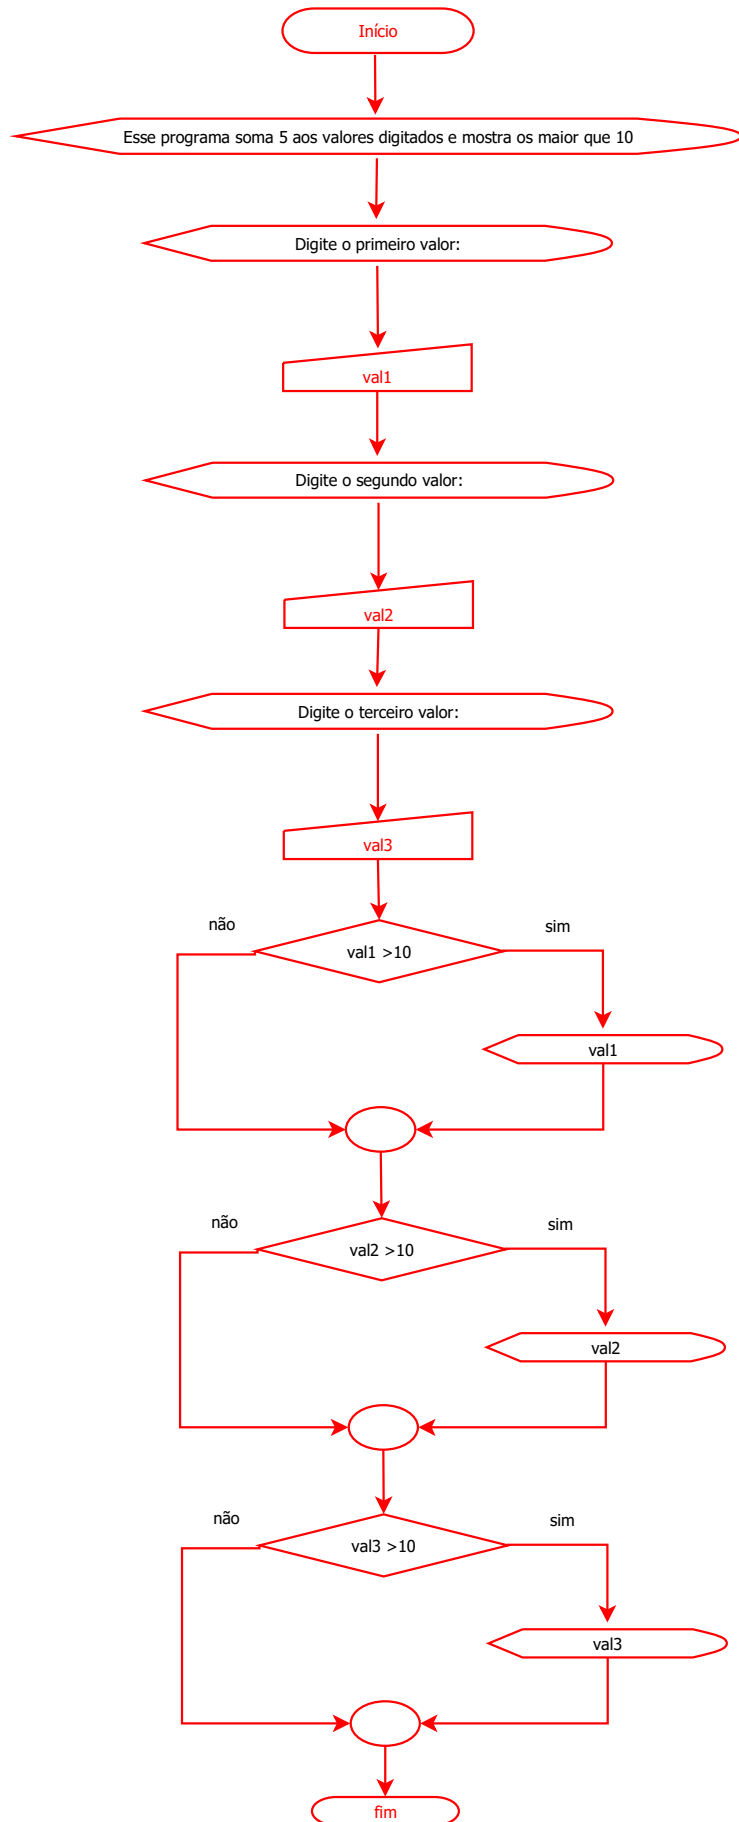 Início
Esse programa soma 5 aos valores digitados e mostra os maior que 10
Digite o primeiro valor:
val1
Digite o segundo valor:
val2
Digite o terceiro valor:
val3
não
sim
val1 >10
val1
não
sim
val2 >10
val2
não
sim
val3 >10
val3
fim